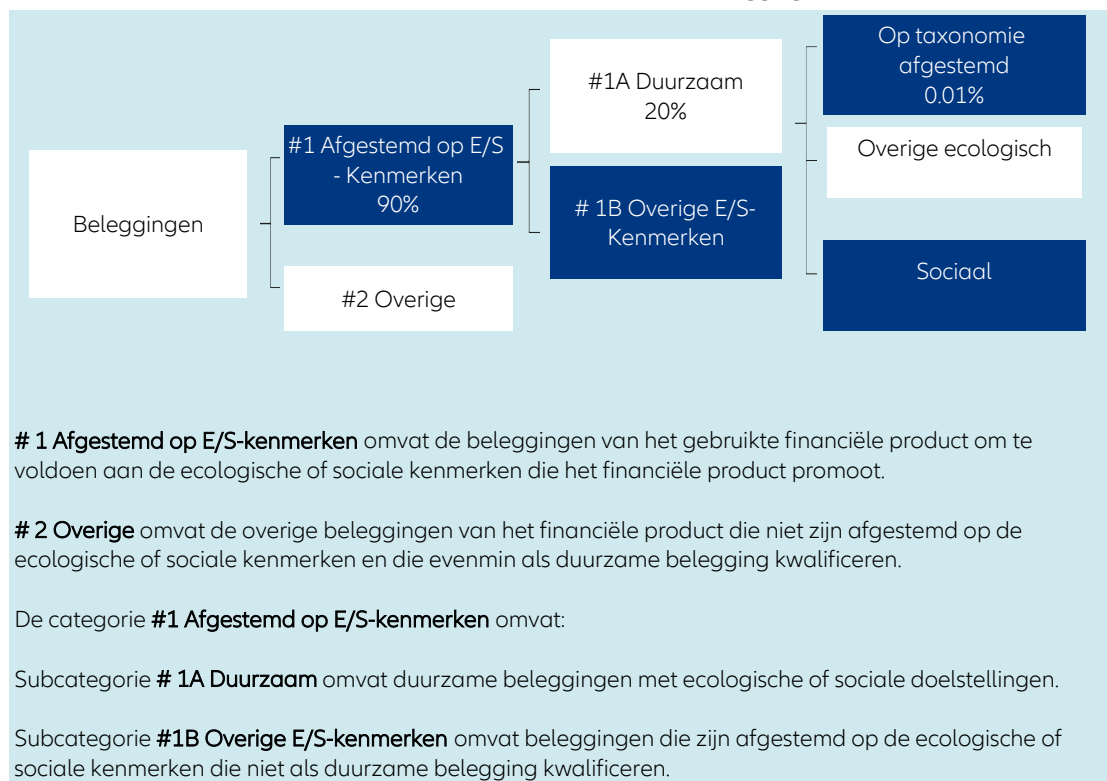 Beleggingen
#1 Afgestemd op E/S
- Kenmerken
90%
#2 Overige
#1A Duurzaam
20%
# 1B Overige E/S-
Kenmerken
Op taxonomie
afgestemd
0.01%
Overige ecologisch
Sociaal
# 1 Afgestemd op E/S-kenmerken omvat de beleggingen van het gebruikte financiële product om te
voldoen aan de ecologische of sociale kenmerken die het financiële product promoot.
# 2 Overige omvat de overige beleggingen van het financiële product die niet zijn afgestemd op de
ecologische of sociale kenmerken en die evenmin als duurzame belegging kwalificeren.
De categorie #1 Afgestemd op E/S-kenmerken omvat:
Subcategorie # 1A Duurzaam omvat duurzame beleggingen met ecologische of sociale doelstellingen.
Subcategorie #1B Overige E/S-kenmerken omvat beleggingen die zijn afgestemd op de ecologische of
sociale kenmerken die niet als duurzame belegging kwalificeren.